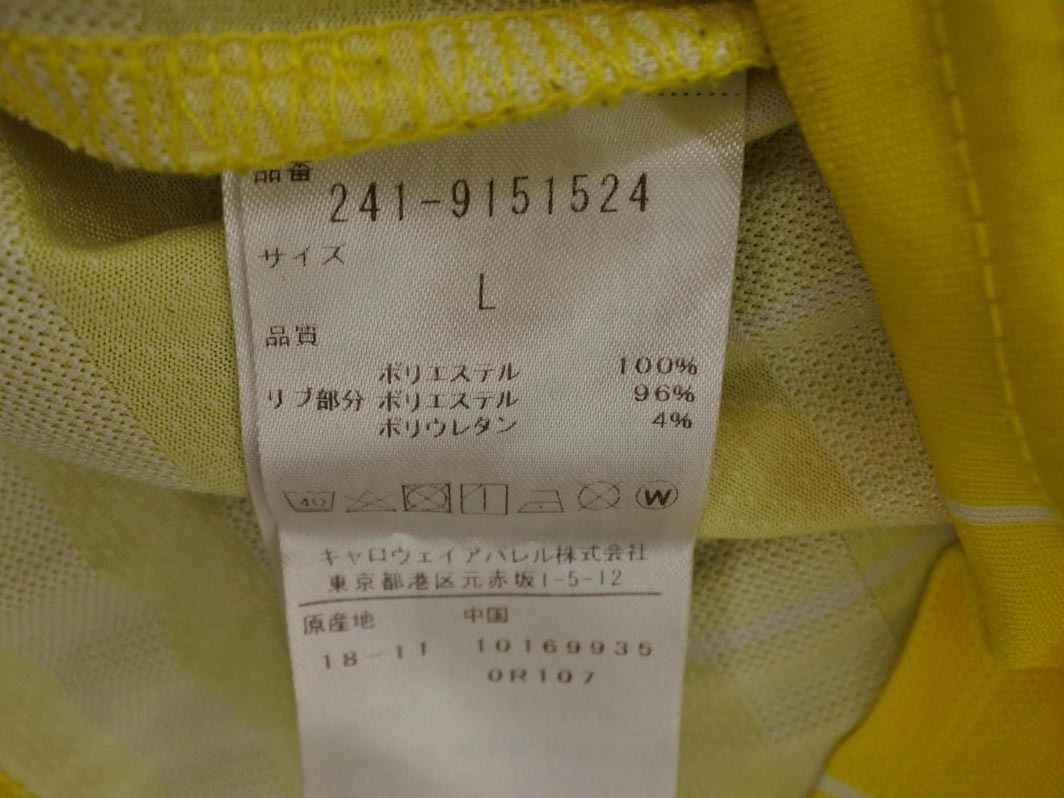 品番
241-9151524
サイズ
L
品質
ポリエステル 100%
リブ部分 ポリエステル 96%
ポリウレタン 4%
40 W
キャロウェイアパレル株式会社
東京都港区元赤坂1-5-12
原産地 中国
18-11 10169935
0R107